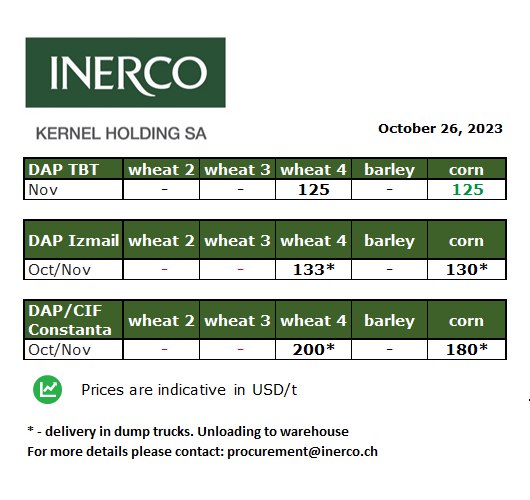 INERCO
KERNEL HOLDING SA
October 26, 2023
DAP TBT wheat 2 wheat 3 wheat 4 barley corn
Nov - - 125 - 125
DAP Izmail wheat 2 wheat 3 wheat 4 barley corn
Oct/Nov - - 133* - 130*
DAP/CIF
Constanta wheat 2 wheat 3 wheat 4 barley corn
Oct/Nov - - 200* - 180*
Prices are indicative in USD/t
* - delivery in dump trucks. Unloading to warehouse
For more details please contact: procurement@inerco.ch